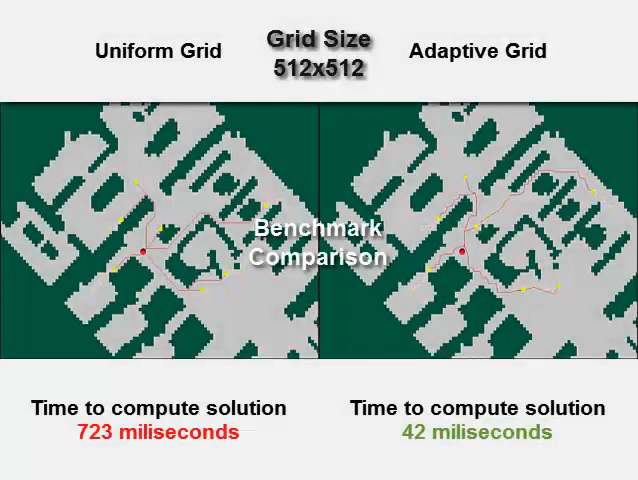 Grid Size
512x512
Uniform Grid
Adaptive Grid
Benchmark
Comparison
Time to compute solution
723 miliseconds
Time to compute solution
42 miliseconds